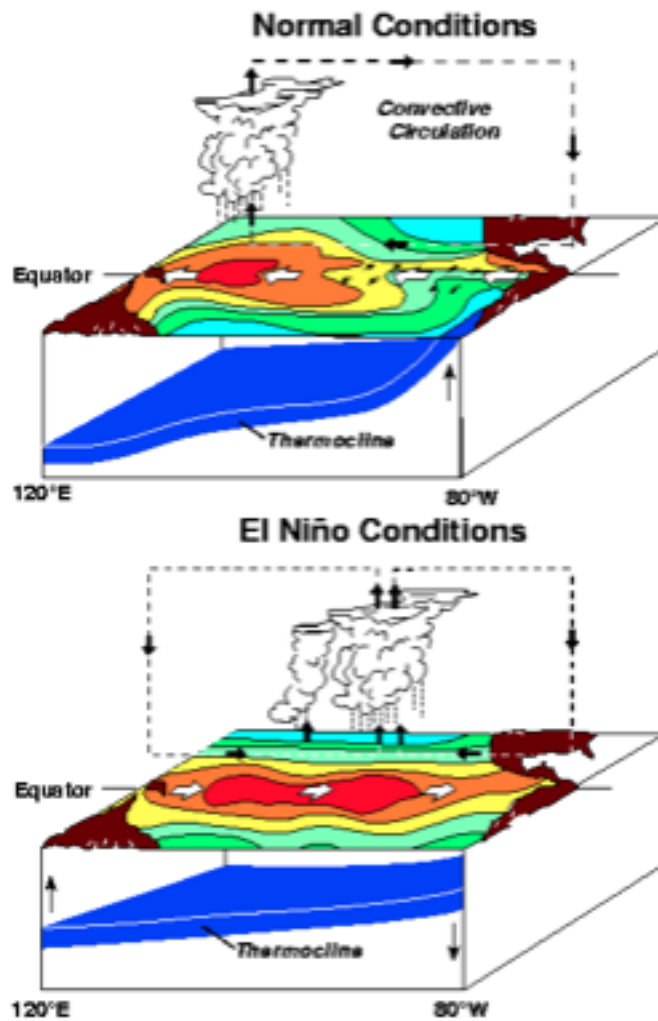 Normal Conditions
Convective
Circulation
Equator
Thermocline
120°E
80°W
El Niño Conditions
Equator
Thermocline
120°E
80°W